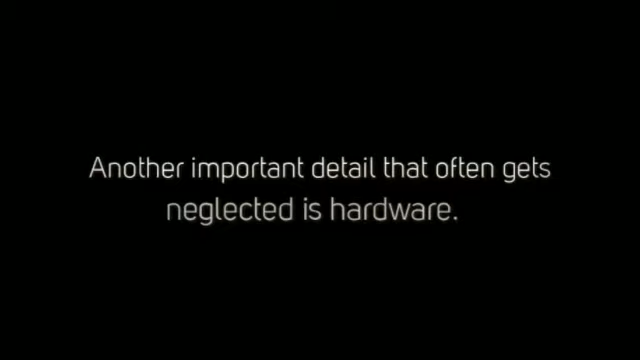 Another important detail that often gets
neglected is hardware.